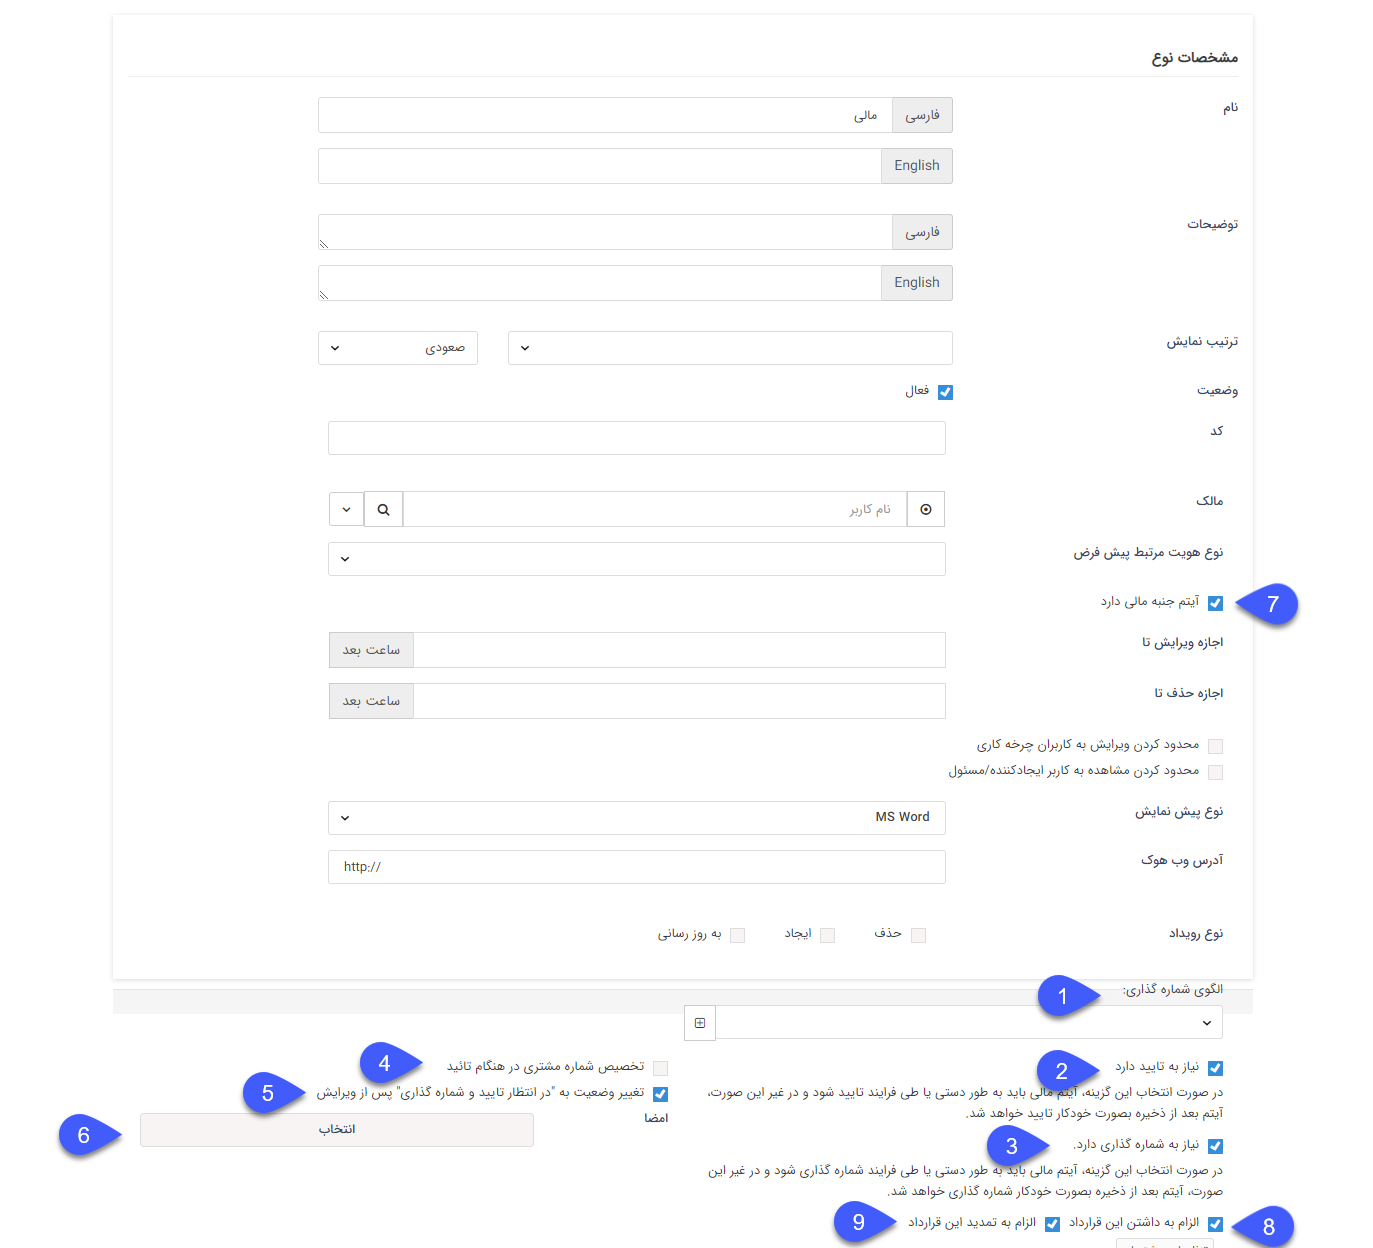 مشخصات نوع
نام
فارسی
مالی
English
توضیحات
فارسی
English
ترتیب نمایش
صعودی
وضعیت
فعال
کد
مالک
نام کاربر
نوع هویت مرتبط پیش فرض
آیتم جنبه مالی دارد
7
اجازه ویرایش تا
ساعت بعد
اجازه حذف تا
ساعت بعد
محدود کردن ویرایش به کاربران چرخه کاری
محدود کردن مشاهده به کاربر ایجادکننده/مسئول
نوع پیش نمایش
MS Word
آدرس وب هوک
http://
نوع رویداد
حذف
ایجاد
به روز رسانی
الگوی شماره گذاری:
1
نیاز به تایید دارد
2
در صورت انتخاب این گزینه، آیتم مالی باید به طور دستی یا طی فرایند تایید شود و در غیر این صورت،
آیتم بعد از ذخیره بصورت خودکار تایید خواهد شد.
نیاز به شماره گذاری دارد.
3
در صورت انتخاب این گزینه، آیتم مالی باید به طور دستی یا طی فرایند شماره گذاری شود و در غیر این
صورت، آیتم بعد از ذخیره بصورت خودکار شماره گذاری خواهد شد.
8
الزام به داشتن این قرارداد
الزام به تمدید این قرارداد
9
تخصیص شماره مشتری در هنگام تائید
4
تغییر وضعیت به "در انتظار تایید و شماره گذاری" پس از ویرایش
5
امضا
انتخاب
6